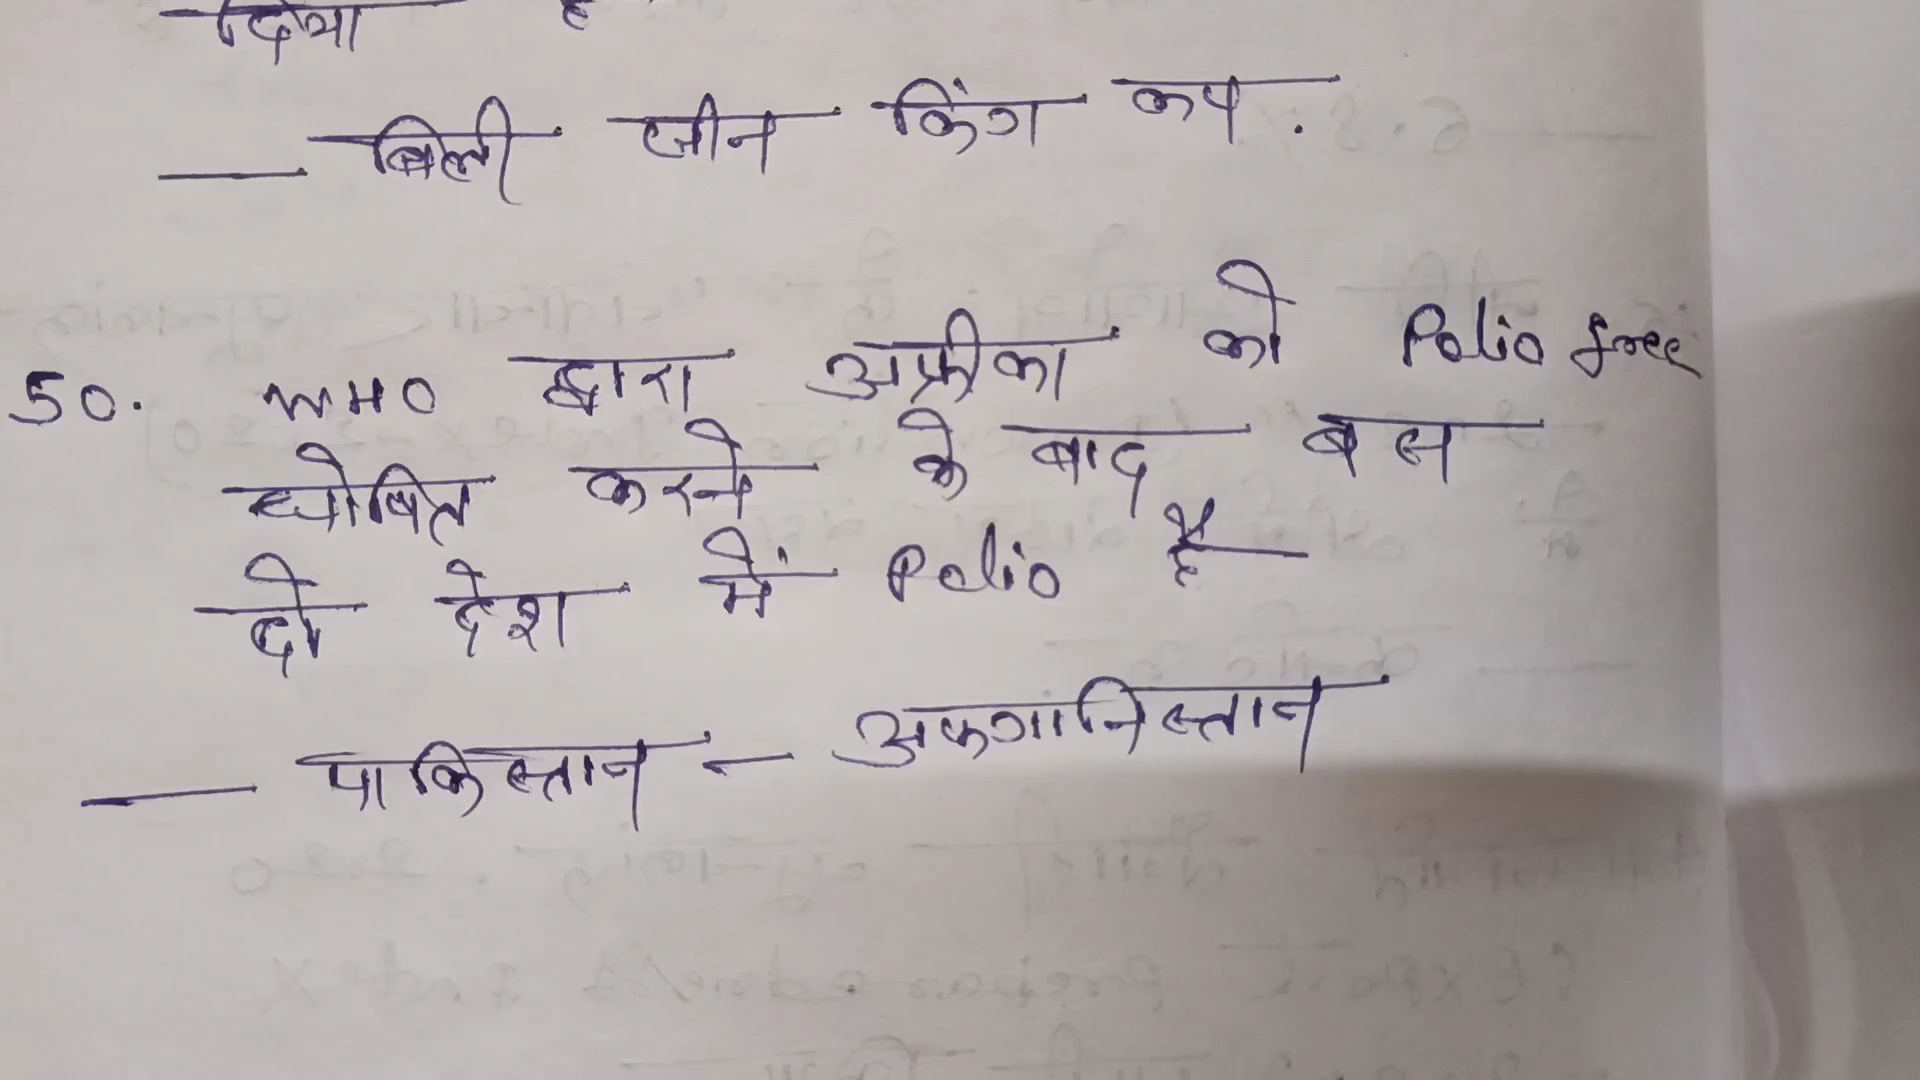 दिया है
— बिली जीन किंग कप .
50. WHO द्वारा अफ्रीका को Polio free
घोषित करने के बाद बस
दो देश में Polio है —
— पाकिस्तान — अफगानिस्तान